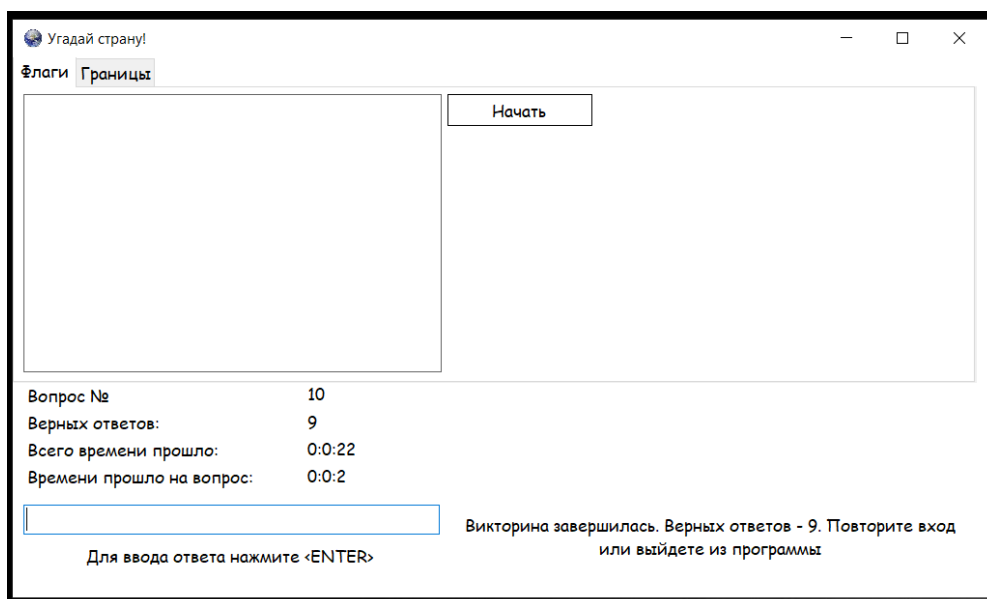 Угадай страну!
Флаги Границы
Начать
Вопрос № 10
Верных ответов: 9
Всего времени прошло: 0:0:22
Времени прошло на вопрос: 0:0:2
Викторина завершилась. Верных ответов - 9. Повторите вход
или выйдете из программы
Для ввода ответа нажмите <ENTER>